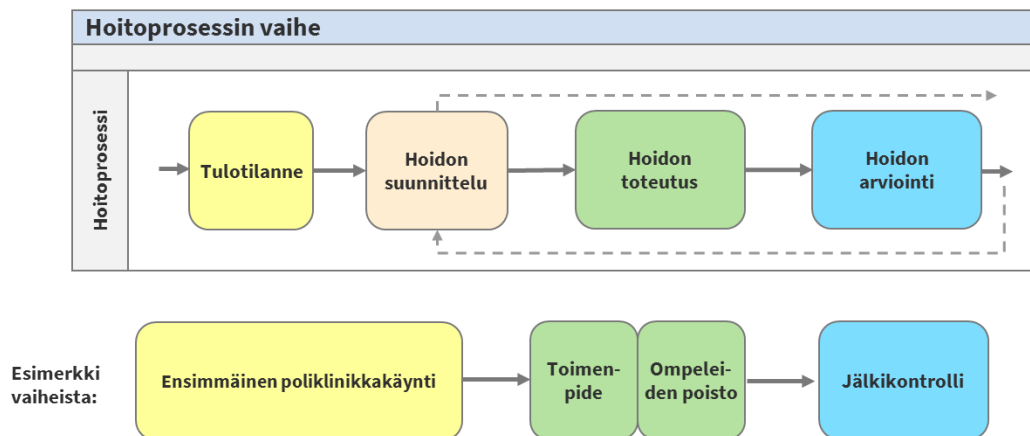 Hoitoprosessin vaihe
Hoitoprosessi
Tulotilanne
Hoidon
suunnittelu
Hoidon
toteutus
Hoidon
arviointi
Esimerkki
vaiheista:
Ensimmäinen poliklinikkakäynti
Toimen-
pide
Ompelei-
den poisto
Jälkikontrolli